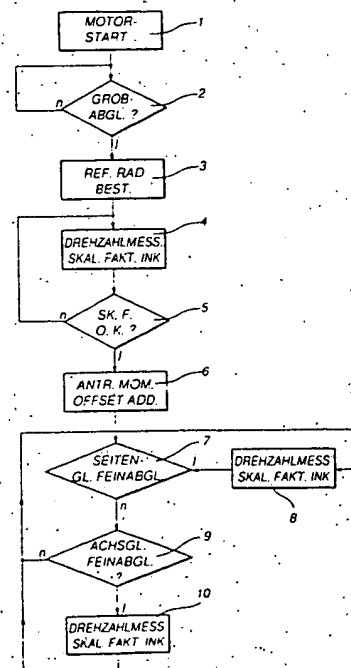 MOTOR-
START
1
GROB-
ABGL. ?
2
n
j
REF. RAD
BEST.
3
4
DREHZAHLMESS.
SKAL. FAKT. INK
5
SK. F.
O. K. ?
n
j
6
ANTR. MOM.
OFFSET ADD.
7
SEITEN-
GL. FEINABGL.
j
DREHZAHLMESS
SKAL. FAKT. INK
8
n
9
ACHSGL.
FEINABGL.
?
n
j
10
DREHZAHLMESS
SKAL. FAKT INK